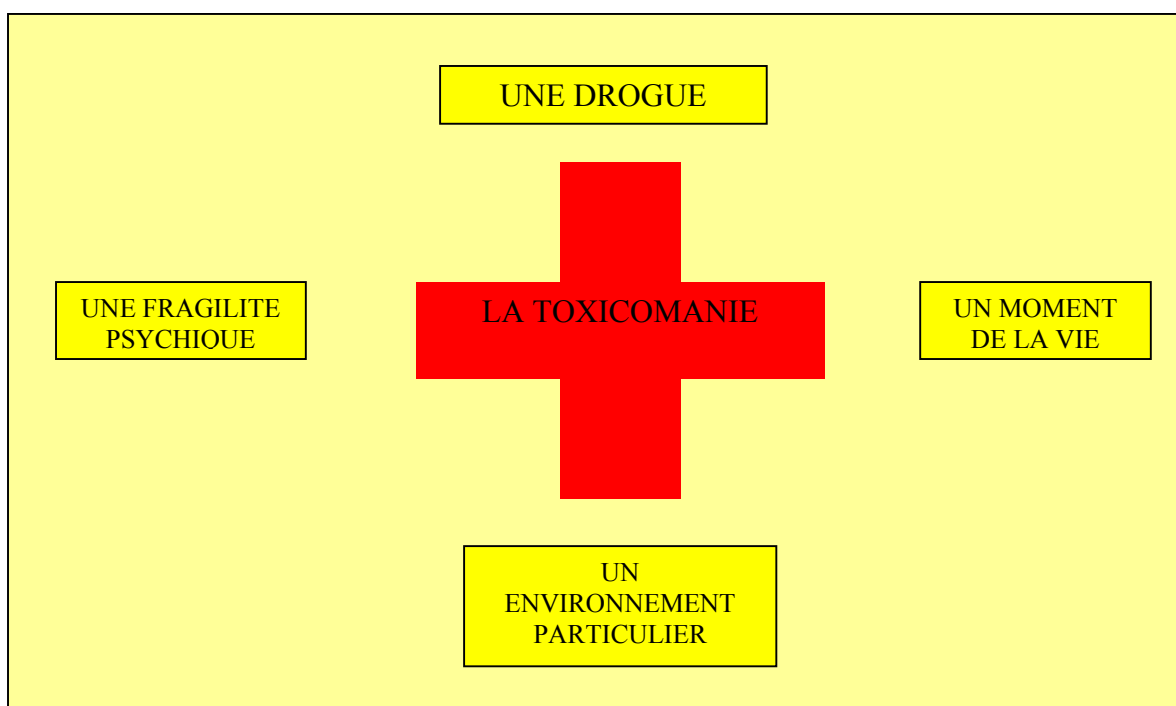 UNE DROGUE
UNE FRAGILITE
PSYCHIQUE
LA TOXICOMANIE
UN MOMENT
DE LA VIE
UN
ENVIRONNEMENT
PARTICULIER